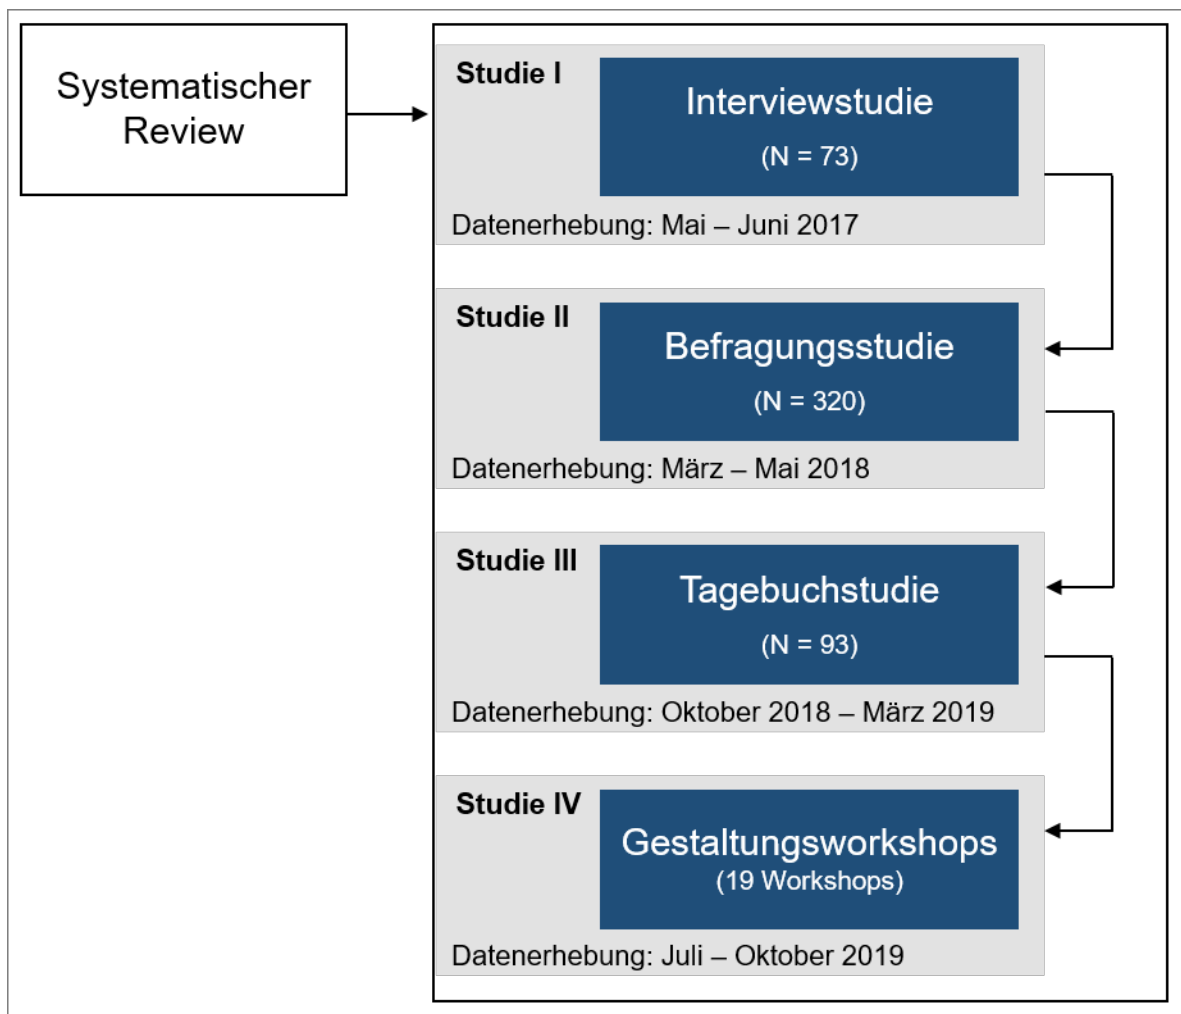 Systematischer
Review
Studie I
Interviewstudie
(N = 73)
Datenerhebung: Mai – Juni 2017
Studie II
Befragungsstudie
(N = 320)
Datenerhebung: März – Mai 2018
Studie III
Tagebuchstudie
(N = 93)
Datenerhebung: Oktober 2018 – März 2019
Studie IV
Gestaltungsworkshops
(19 Workshops)
Datenerhebung: Juli – Oktober 2019